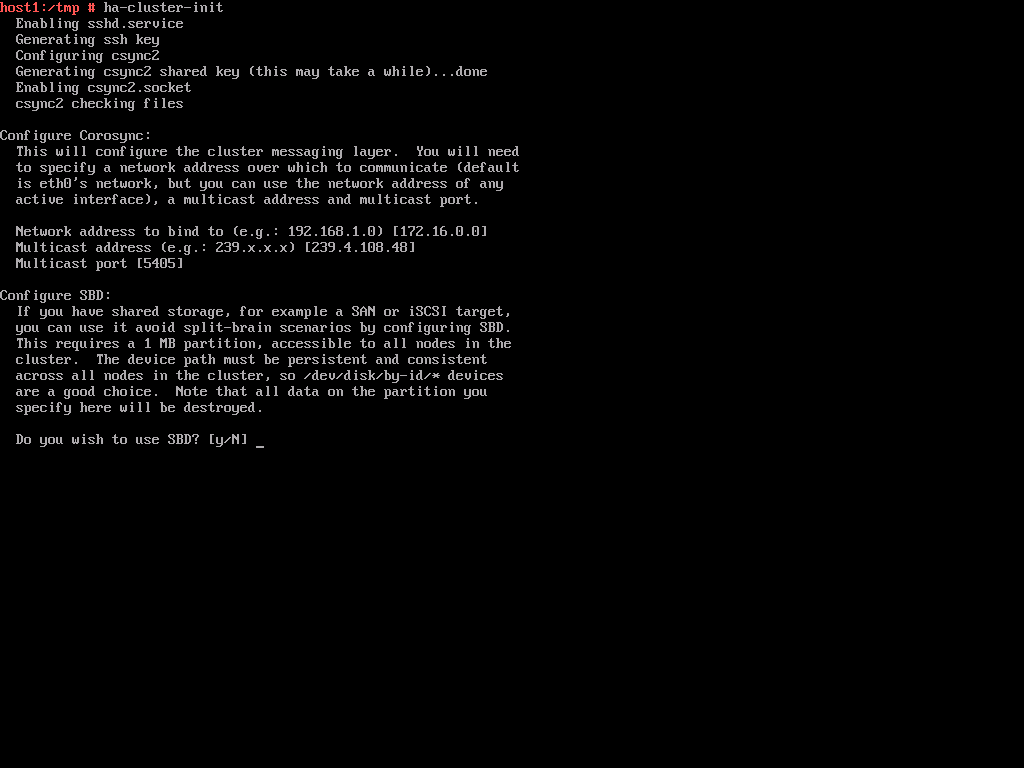 host1:/tmp # ha-cluster-init
  Enabling sshd.service
  Generating ssh key
  Configuring csync2
  Generating csync2 shared key (this may take a while)...done
  Enabling csync2.socket
  csync2 checking files

Configure Corosync:
  This will configure the cluster messaging layer.  You will need
  to specify a network address over which to communicate (default
  is eth0's network, but you can use the network address of any
  active interface), a multicast address and multicast port.

  Network address to bind to (e.g.: 192.168.1.0) [172.16.0.0]
  Multicast address (e.g.: 239.x.x.x) [239.4.108.48]
  Multicast port [5405]

Configure SBD:
  If you have shared storage, for example a SAN or iSCSI target,
  you can use it avoid split-brain scenarios by configuring SBD.
  This requires a 1 MB partition, accessible to all nodes in the
  cluster.  The device path must be persistent and consistent
  across all nodes in the cluster, so /dev/disk/by-id/* devices
  are a good choice.  Note that all data on the partition you
  specify here will be destroyed.

  Do you wish to use SBD? [y/N] _